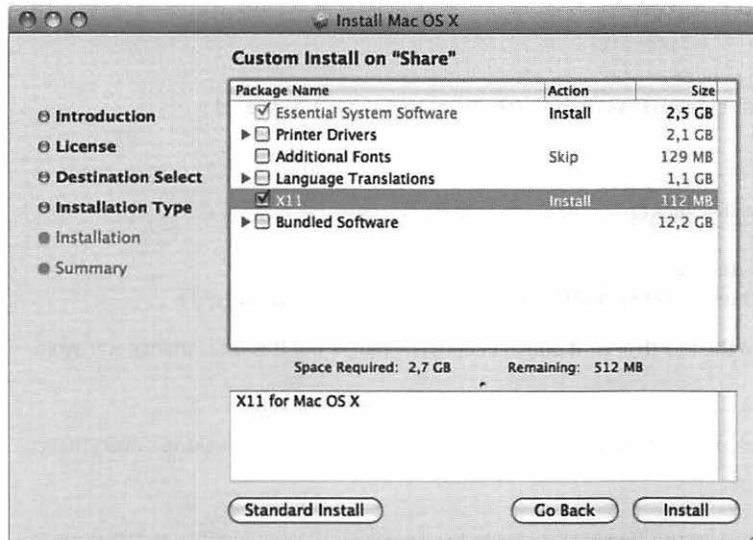 Install Mac OS X
Custom Install on "Share"
Introduction
License
Destination Select
Installation Type
Installation
Summary
Package Name Action Size
Essential System Software Install 2,5 GB
Printer Drivers 2,1 GB
Additional Fonts Skip 129 MB
Language Translations 1,1 GB
X11 Install 112 MB
Bundled Software 12,2 GB
Space Required: 2,7 GB Remaining: 512 MB
X11 for Mac OS X
Standard Install Go Back Install